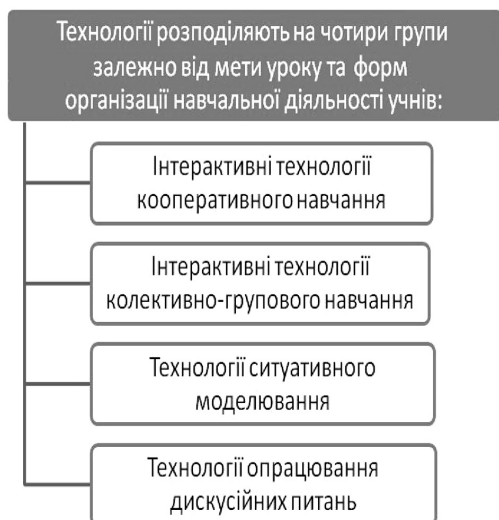 Технології розподіляють на чотири групи
залежно від мети уроку та форм
організації навчальної діяльності учнів:
Інтерактивні технології
кооперативного навчання
Інтерактивні технології
колективно-групового навчання
Технології ситуативного
моделювання
Технології опрацювання
дискусійних питань